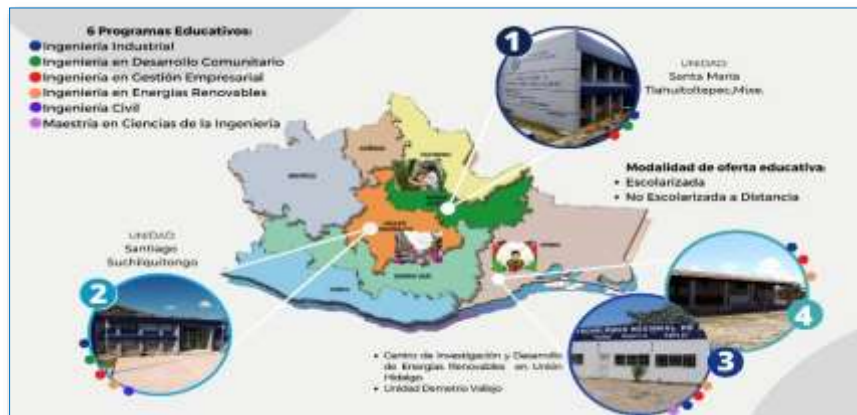 6 Programas Educativos:
Ingeniería Industrial
Ingeniería en Desarrollo Comunitario
Ingeniería en Gestión Empresarial
Ingeniería en Energías Renovables
Ingeniería Civil
Maestría en Ciencias de la Ingeniería
1
UNIDAD:
Santa María
Tlahuitoltepec,Mixe.
Modalidad de oferta educativa:
• Escolarizada
• No Escolarizada a Distancia
UNIDAD:
Santiago
Suchilquitongo
2
4
3
• Centro de Investigación y Desarrollo
de Energías Renovables en Unión
Hidalgo
• Unidad Demetrio Vallejo